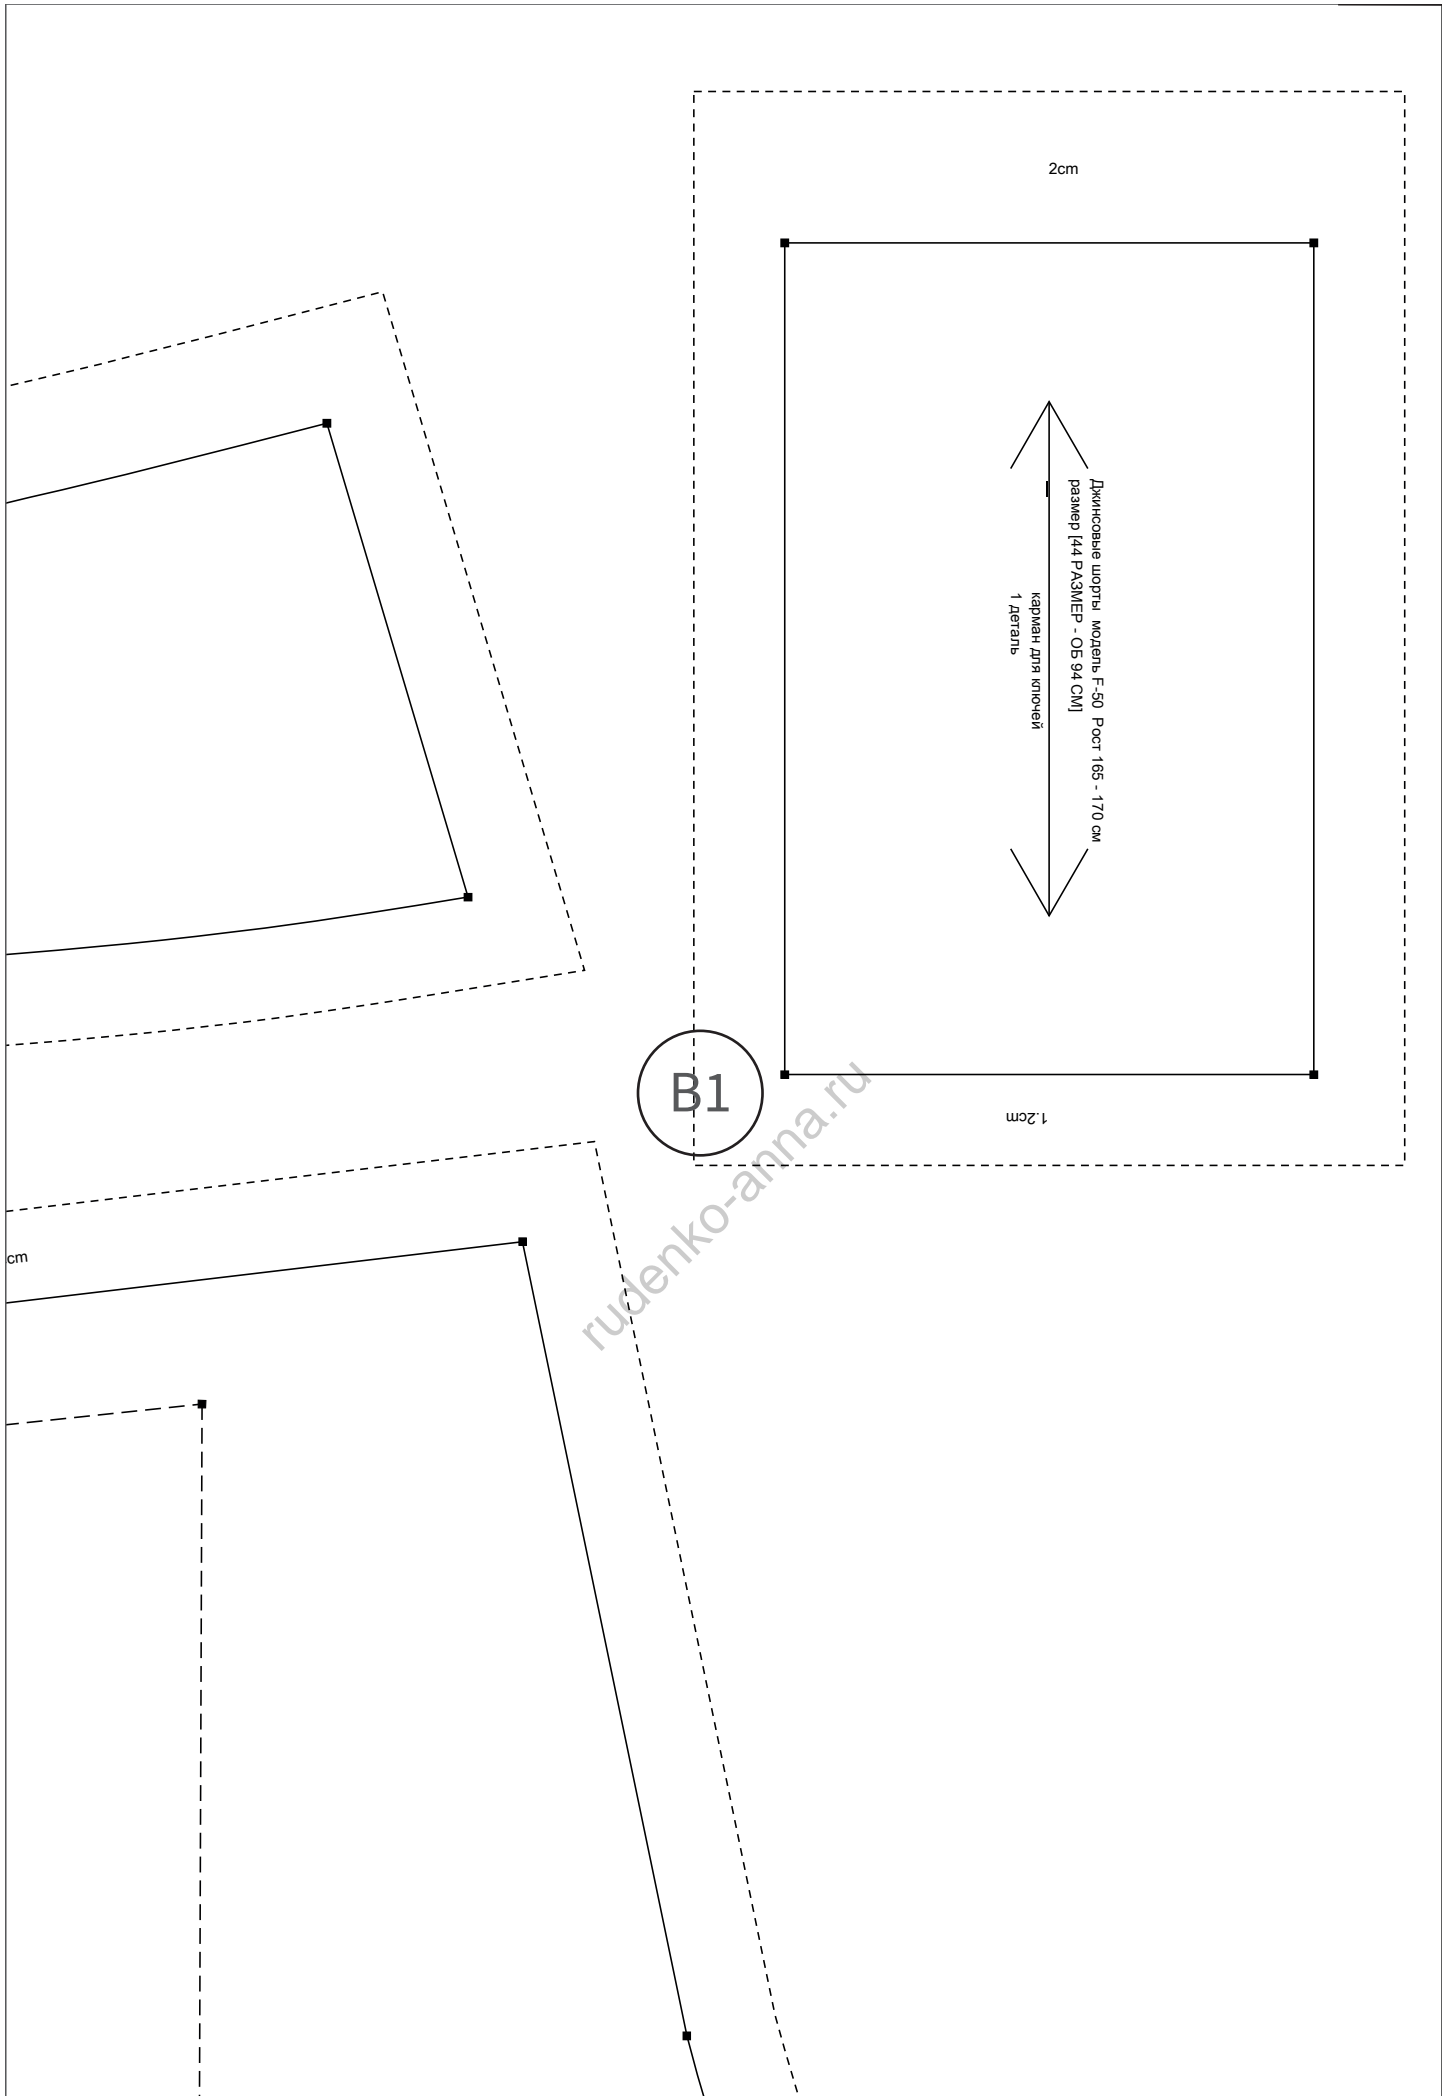 2cm
Джинсовые шорты модель F-50 Рост 165 - 170 см
размер [44 РАЗМЕР - ОБ 94 СМ]
карман для ключей
1 деталь
B1
1.2cm
rudenko-anna.ru
cm